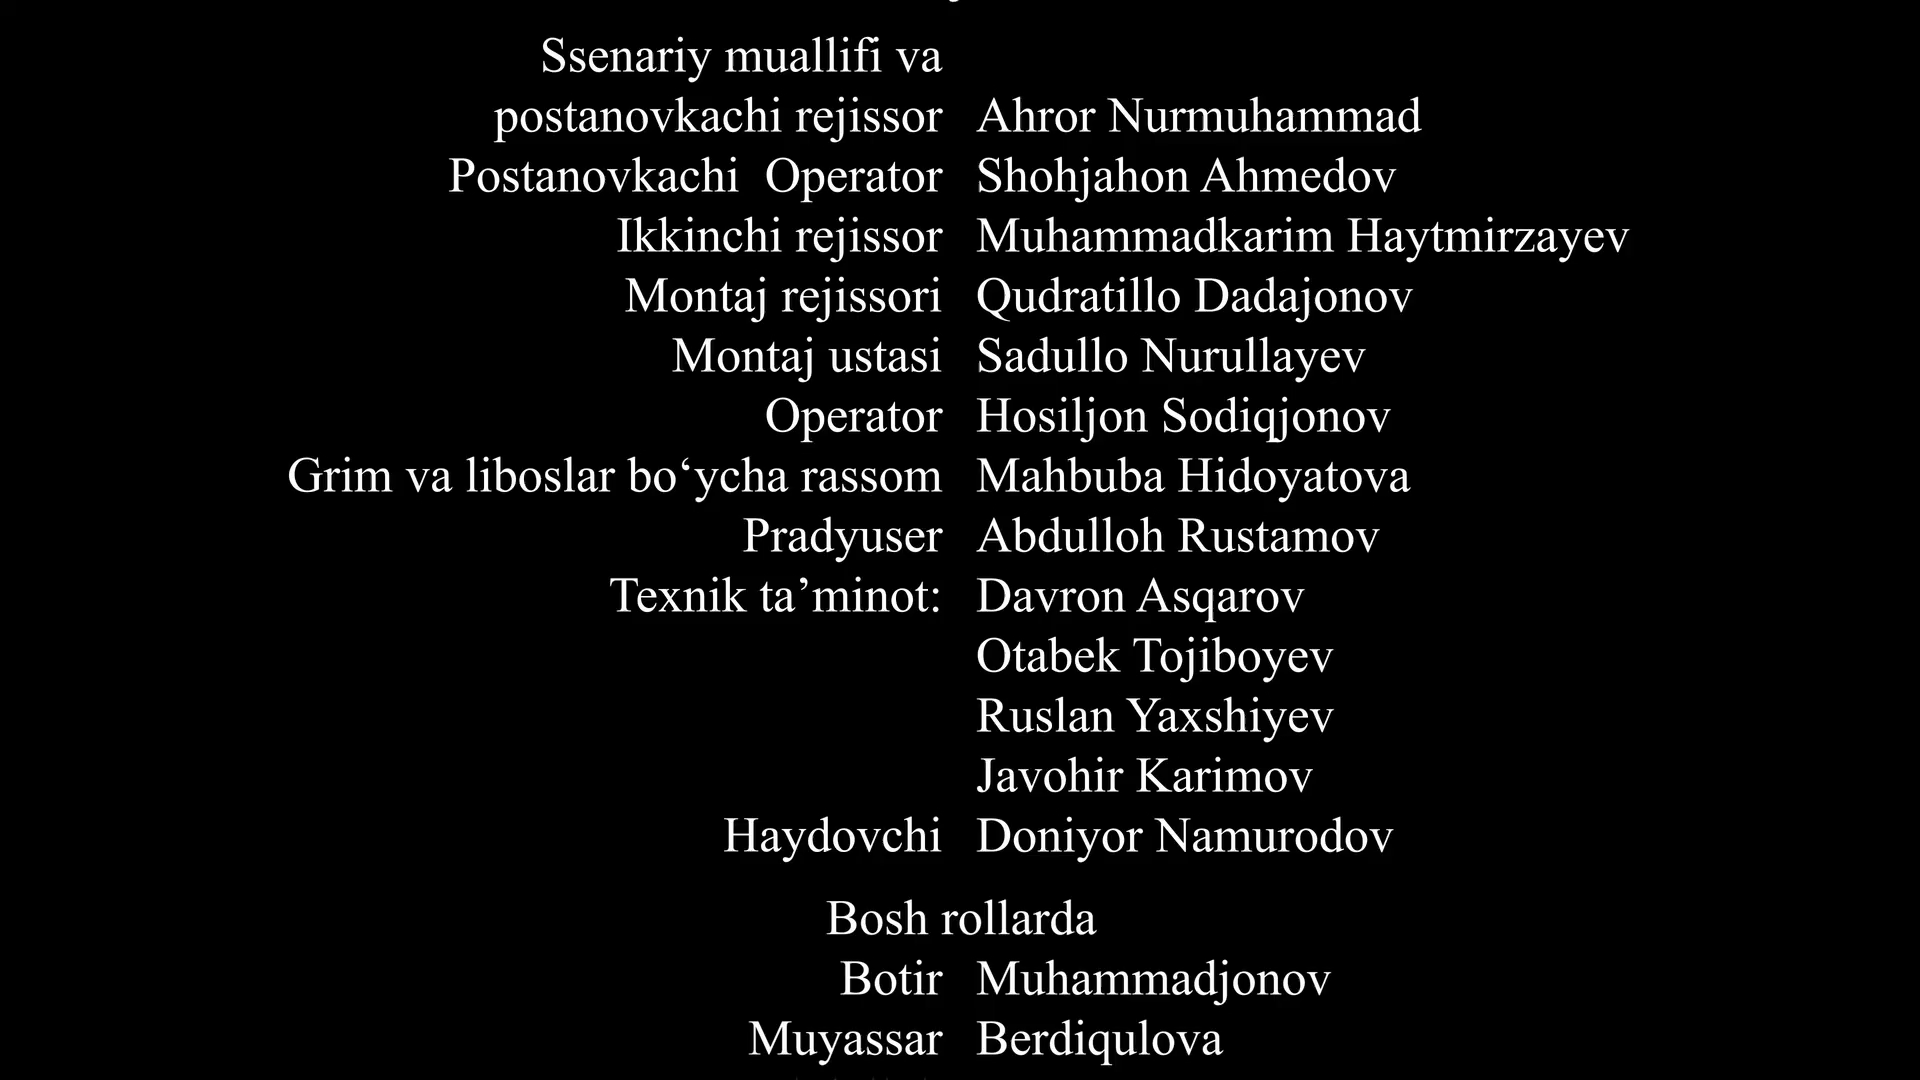 Ssenariy muallifi va
postanovkachi rejissor Ahror Nurmuhammad
Postanovkachi Operator Shohjahon Ahmedov
Ikkinchi rejissor Muhammadkarim Haytmirzayev
Montaj rejissori Qudratillo Dadajonov
Montaj ustasi Sadullo Nurullayev
Operator Hosiljon Sodiqjonov
Grim va liboslar bo‘ycha rassom Mahbuba Hidoyatova
Pradyuser Abdulloh Rustamov
Texnik ta’minot: Davron Asqarov
Otabek Tojiboyev
Ruslan Yaxshiyev
Javohir Karimov
Haydovchi Doniyor Namurodov
Bosh rollarda
Botir Muhammadjonov
Muyassar Berdiqulova